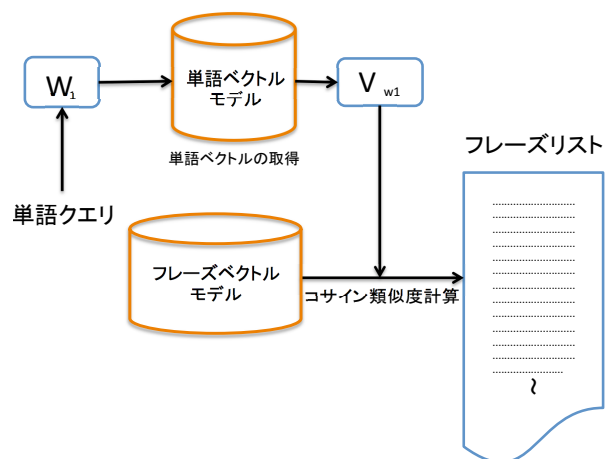 W1
単語ベクトル
モデル
V w1
単語ベクトルの取得
単語クエリ
フレーズベクトル
モデル
コサイン類似度計算
フレーズリスト
~